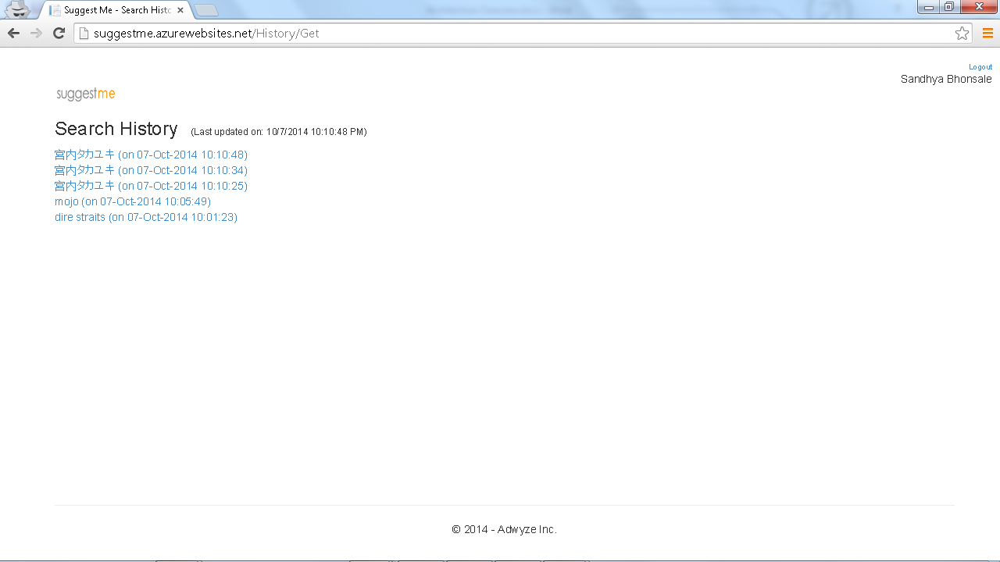 Suggest Me - Search Histo
suggestme.azurewebsites.net/History/Get
Logout
Sandhya Bhonsale
suggestme
Search History (Last updated on: 10/7/2014 10:10:48 PM)
宮内タカユキ (on 07-Oct-2014 10:10:48)
宮内タカユキ (on 07-Oct-2014 10:10:34)
宮内タカユキ (on 07-Oct-2014 10:10:25)
mojo (on 07-Oct-2014 10:05:49)
dire straits (on 07-Oct-2014 10:01:23)
© 2014 - Adwyze Inc.